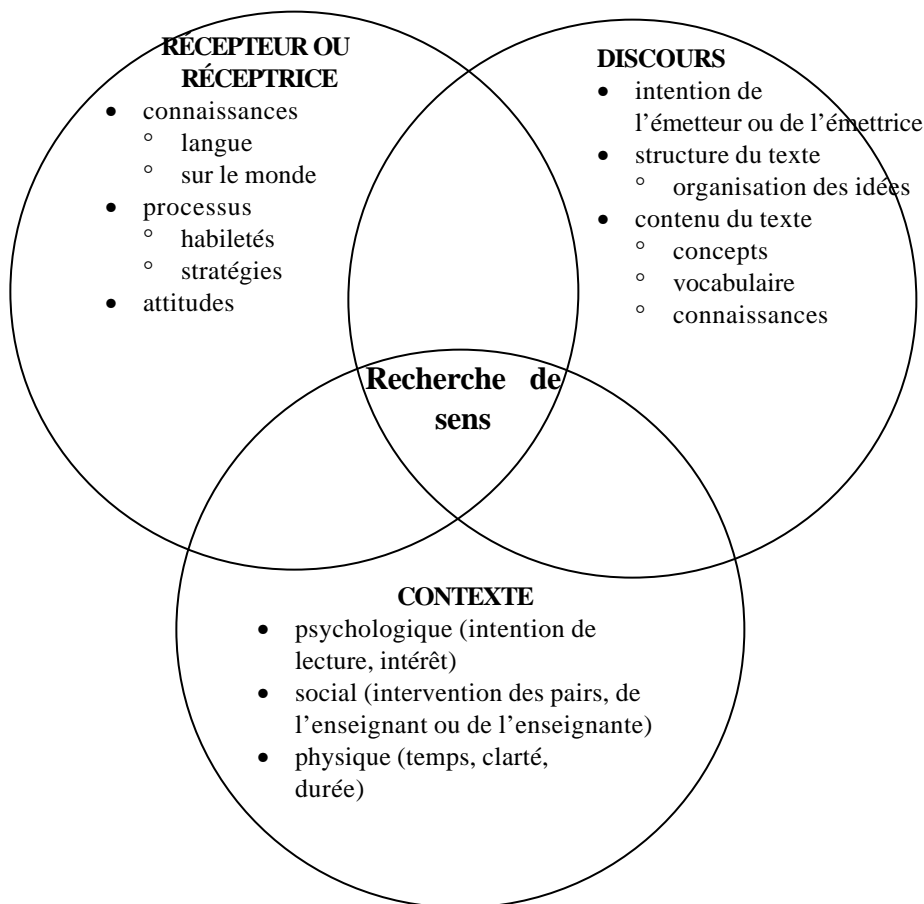 RÉCEPTEUR OU
RÉCEPTRICE
• connaissances
° langue
° sur le monde
• processus
° habiletés
° stratégies
• attitudes
DISCOURS
• intention de
l’émetteur ou de l’émettrice
• structure du texte
° organisation des idées
• contenu du texte
° concepts
° vocabulaire
° connaissances
Recherche de
sens
CONTEXTE
• psychologique (intention de
lecture, intérêt)
• social (intervention des pairs, de
l’enseignant ou de l’enseignante)
• physique (temps, clarté,
durée)